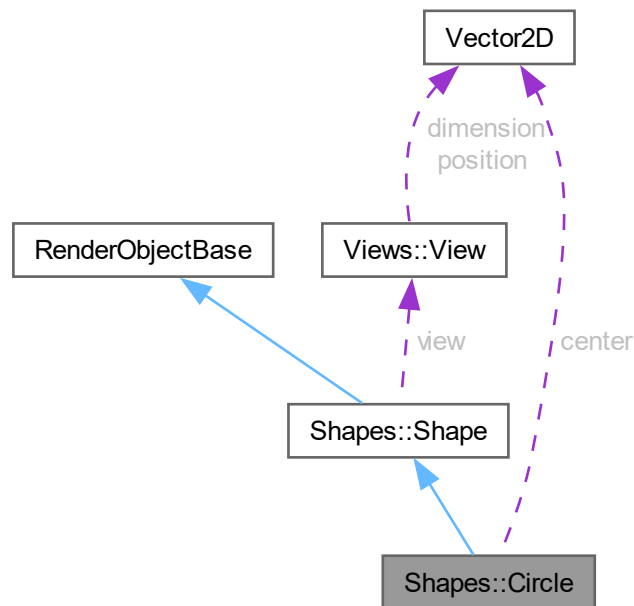 Vector2D
dimension
position
RenderObjectBase
Views::View
view
center
Shapes::Shape
Shapes::Circle